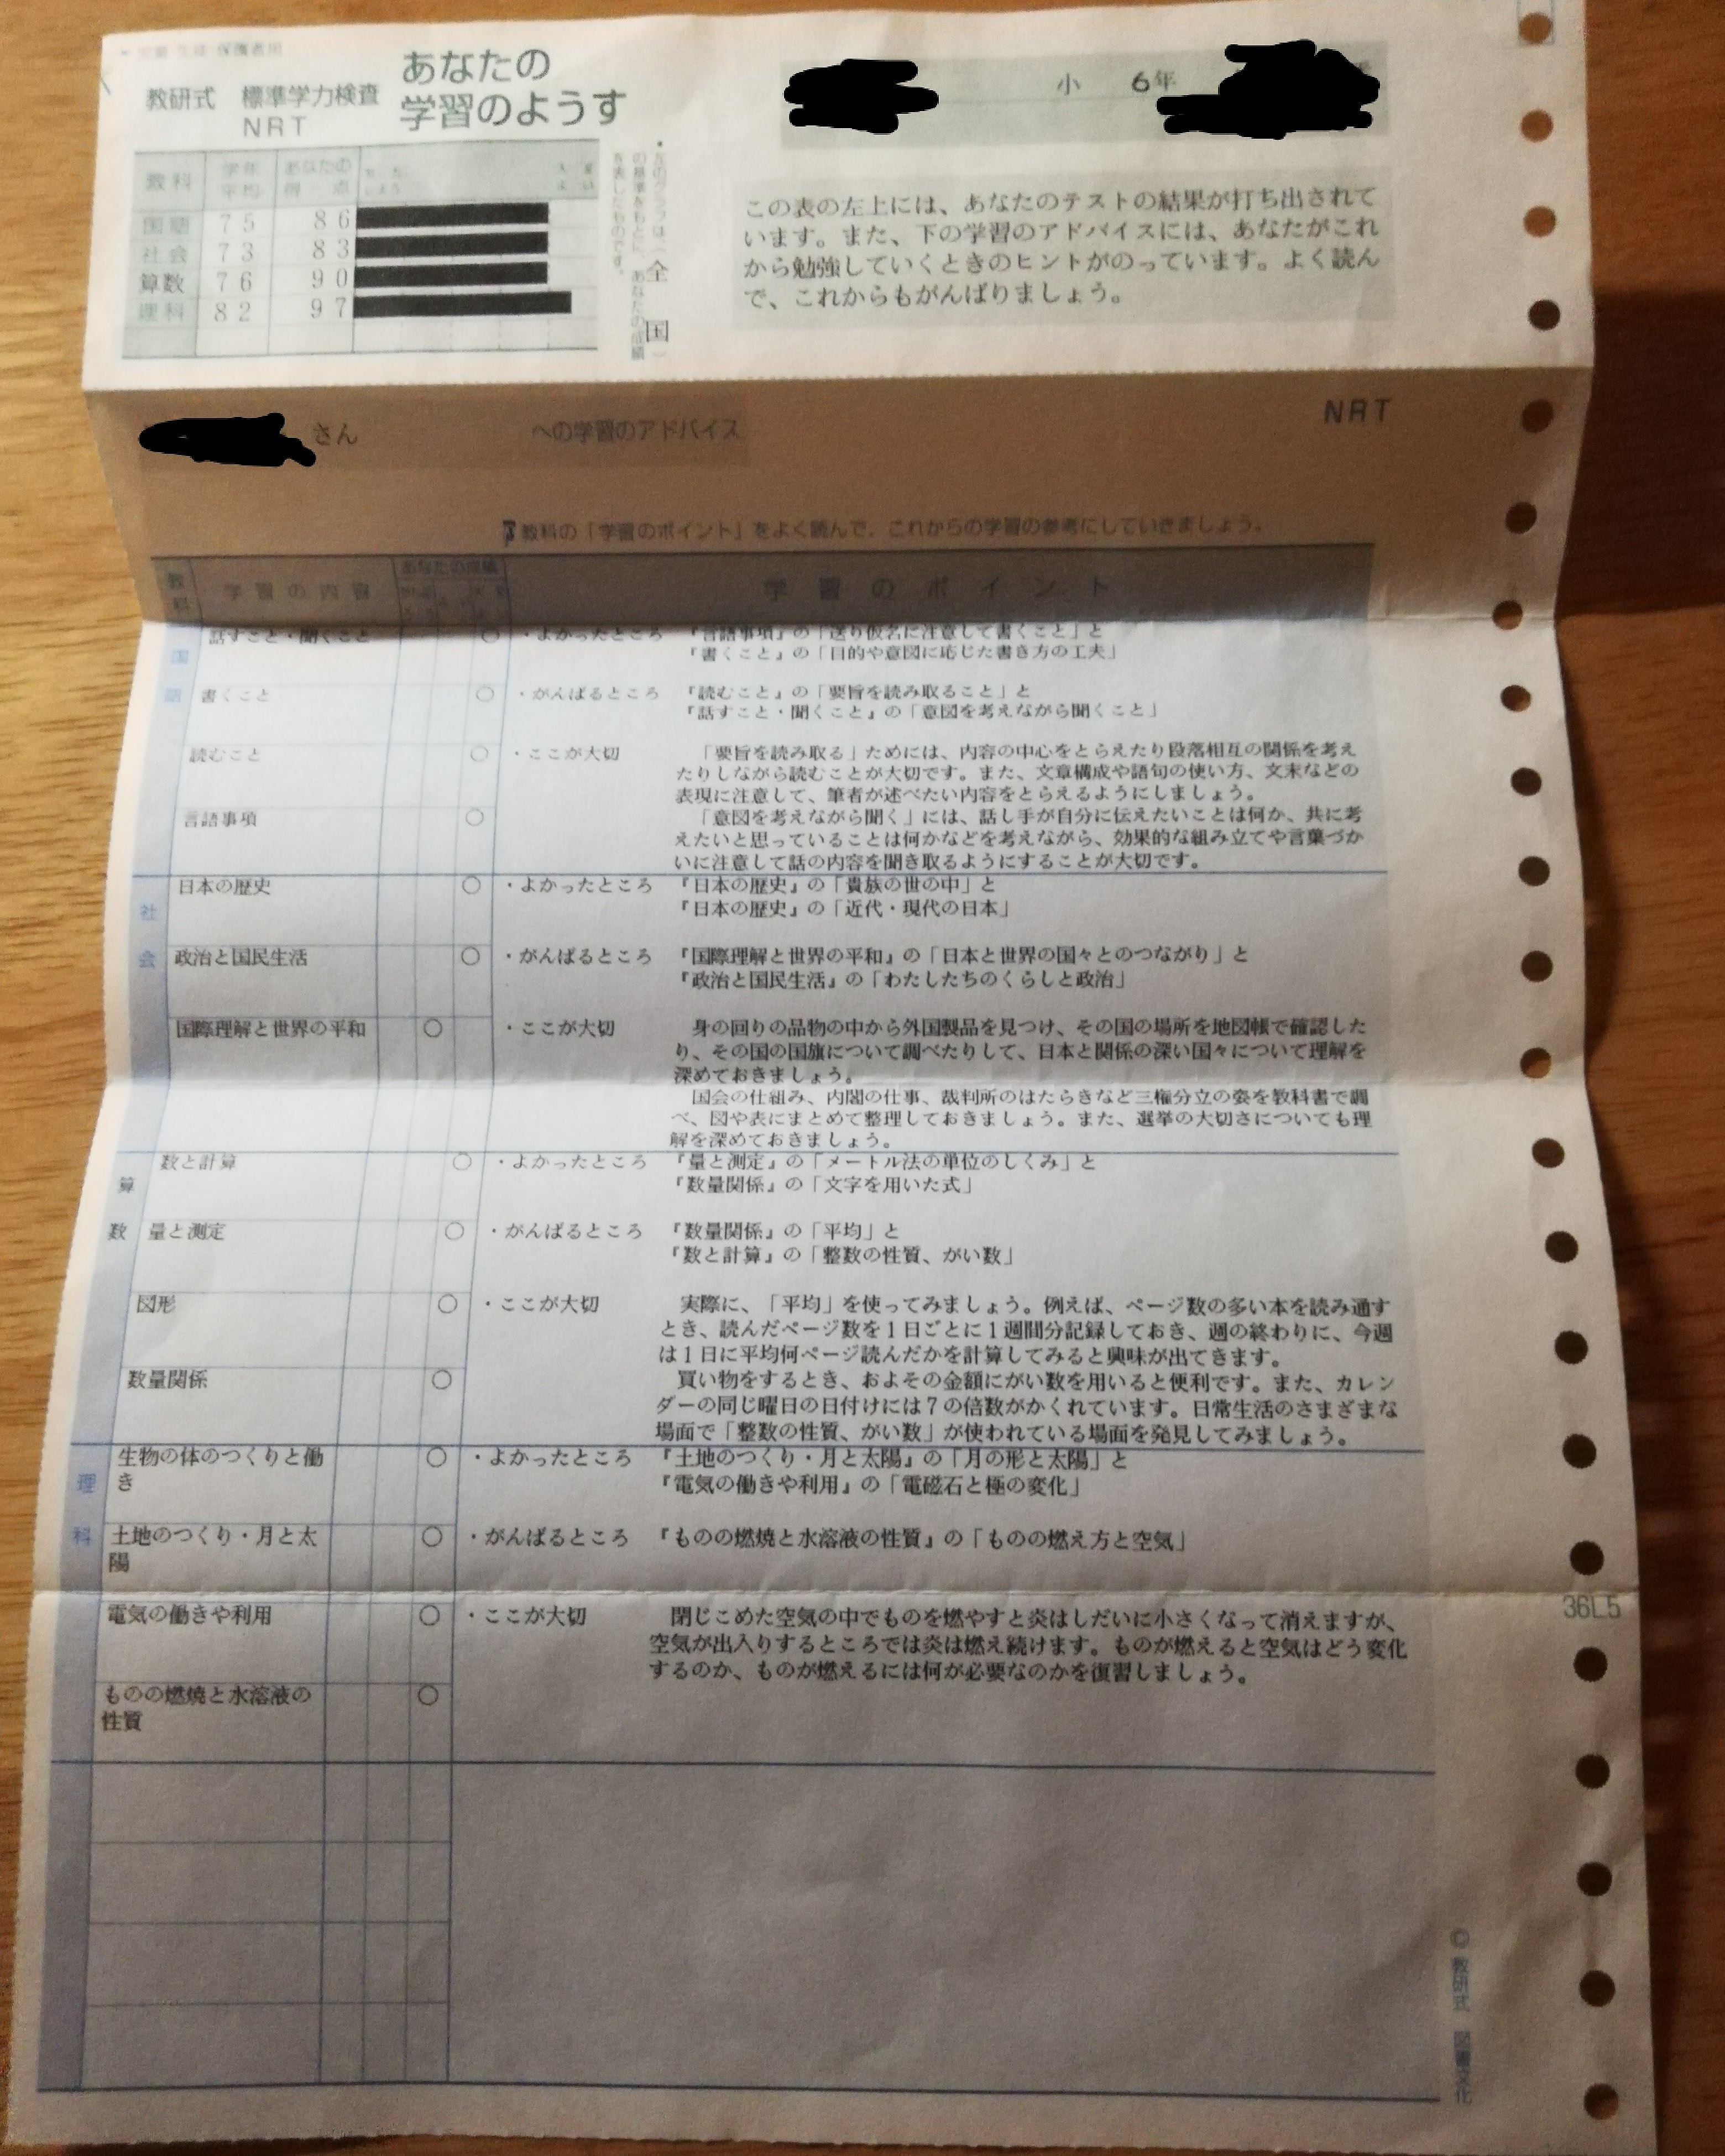 児童 生徒 保護者用
教研式 標準学力検査
NRT
あなたの
学習のようす
小 6年
教科 学年平均 あなたの得点
国語 75 86
社会 73 83
算数 76 90
理科 82 97
全国
この表の左上には、あなたのテストの結果が打ち出されて
います。また、下の学習のアドバイスには、あなたがこれ
から勉強していくときのヒントがのっています。よく読ん
で、これからもがんばりましょう。
さん への学習のアドバイス
NRT
教科の「学習のポイント」をよく読んで、これからの学習の参考にしていきましょう。
教科 学習の内容 あなたの成績 学習のポイント
国語
話すこと・聞くこと ○ ・よかったところ 『言語事項』の「送り仮名に注意して書くこと」と
『書くこと』の「目的や意図に応じた書き方の工夫」
書くこと ○ ・がんばるところ 『読むこと』の「要旨を読み取ること」と
『話すこと・聞くこと』の「意図を考えながら聞くこと」
読むこと ○ ・ここが大切 「要旨を読み取る」ためには、内容の中心をとらえたり段落相互の関係を考え
たりしながら読むことが大切です。また、文章構成や語句の使い方、文末などの
表現に注意して、筆者が述べたい内容をとらえるようにしましょう。
言語事項 ○ 「意図を考えながら聞く」には、話し手が自分に伝えたいことは何か、共に考
えたいと思っていることは何かなどを考えながら、効果的な組み立てや言葉づか
いに注意して話の内容を聞き取るようにすることが大切です。
社会
日本の歴史 ○ ・よかったところ 『日本の歴史』の「貴族の世の中」と
『日本の歴史』の「近代・現代の日本」
政治と国民生活 ○ ・がんばるところ 『国際理解と世界の平和』の「日本と世界の国々とのつながり」と
『政治と国民生活』の「わたしたちのくらしと政治」
国際理解と世界の平和 ○ ・ここが大切 身の回りの品物の中から外国製品を見つけ、その国の場所を地図帳で確認した
り、その国の国旗について調べたりして、日本と関係の深い国々について理解を
深めておきましょう。
国会の仕組み、内閣の仕事、裁判所のはたらきなど三権分立の姿を教科書で調
べ、図や表にまとめて整理しておきましょう。また、選挙の大切さについても理
解を深めておきましょう。
算数
数と計算 ○ ・よかったところ 『量と測定』の「メートル法の単位のしくみ」と
『数量関係』の「文字を用いた式」
量と測定 ○ ・がんばるところ 『数量関係』の「平均」と
『数と計算』の「整数の性質、がい数」
図形 ○ ・ここが大切 実際に、「平均」を使ってみましょう。例えば、ページ数の多い本を読み通す
とき、読んだページ数を1日ごとに1週間分記録しておき、週の終わりに、今週
は1日に平均何ページ読んだかを計算してみると興味が出てきます。
数量関係 ○ 買い物をするとき、およその金額にがい数を用いると便利です。また、カレン
ダーの同じ曜日の日付けには7の倍数がかくれています。日常生活のさまざまな
場面で「整数の性質、がい数」が使われている場面を発見してみましょう。
理科
生物の体のつくりと働き ○ ・よかったところ 『土地のつくり・月と太陽』の「月の形と太陽」と
『電気の働きや利用』の「電磁石と極の変化」
土地のつくり・月と太陽 ○ ・がんばるところ 『ものの燃焼と水溶液の性質』の「ものの燃え方と空気」
電気の働きや利用 ○ ・ここが大切 閉じこめた空気の中でものを燃やすと炎はしだいに小さくなって消えますが、
空気が出入りするところでは炎は燃え続けます。ものが燃えると空気はどう変化
するのか、ものが燃えるには何が必要なのかを復習しましょう。
ものの燃焼と水溶液の性質 ○
36L5
© 教研式 図書文化